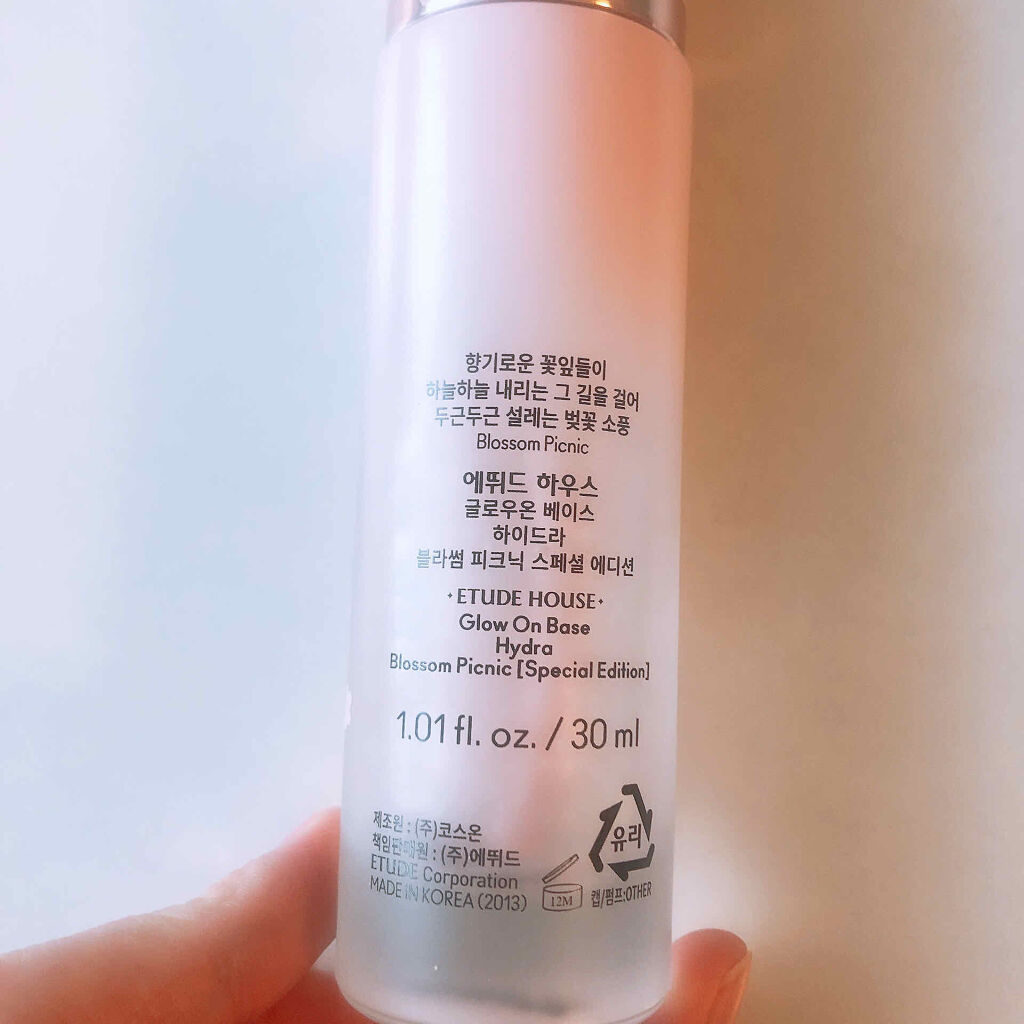 향기로운 꽃잎들이
하늘하늘 내리는 그 길을 걸어
두근두근 설레는 벚꽃 소풍
Blossom Picnic
에뛰드 하우스
글로우온 베이스
하이드라
블라썸 피크닉 스페셜 에디션
·ETUDE HOUSE·
Glow On Base
Hydra
Blossom Picnic [Special Edition]
1.01 fl. oz. / 30 ml
제조원 : (주)코스온
책임판매원 : (주)에뛰드
ETUDE Corporation
MADE IN KOREA (2013)
12M
유리
캡/펌프:OTHER